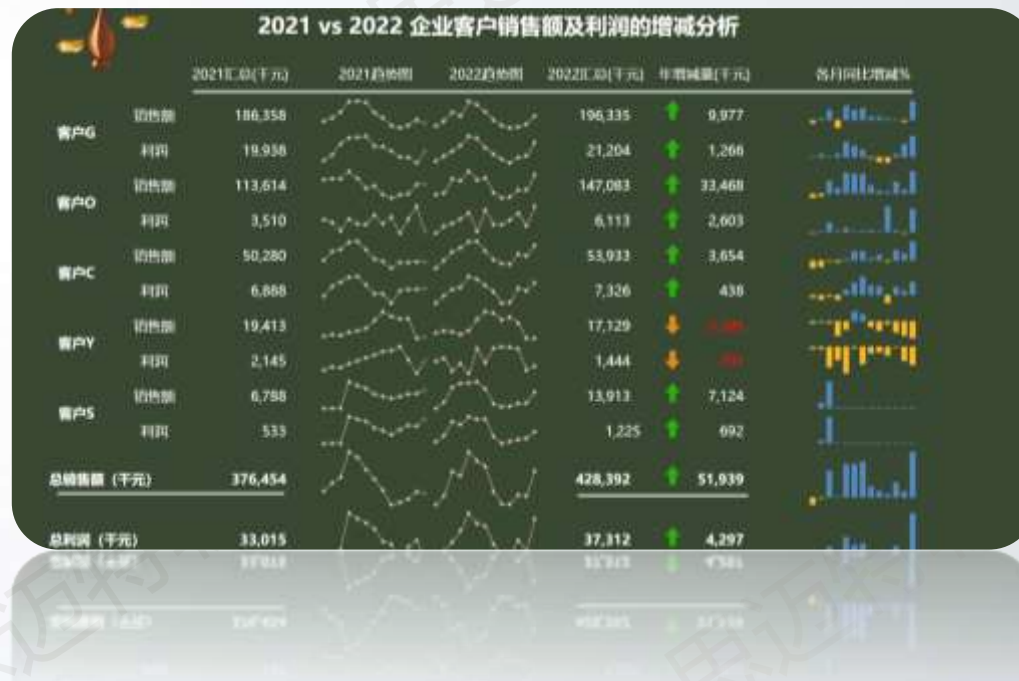 2021 vs 2022 企业客户销售额及利润的增减分析
2021汇总(千元) 2021趋势图 2022趋势图 2022汇总(千元) 年增减量(千元) 各月同比增减%
客户G
销售额 186,358 196,335 9,977
利润 19,938 21,204 1,266
客户O
销售额 113,614 147,083 33,468
利润 3,510 6,113 2,603
客户C
销售额 50,280 53,933 3,654
利润 6,888 7,326 438
客户Y
销售额 19,413 17,129
利润 2,145 1,444
客户S
销售额 6,788 13,913 7,124
利润 533 1,225 692
总销售额（千元） 376,454 428,392 51,939
总利润（千元） 33,015 37,312 4,297